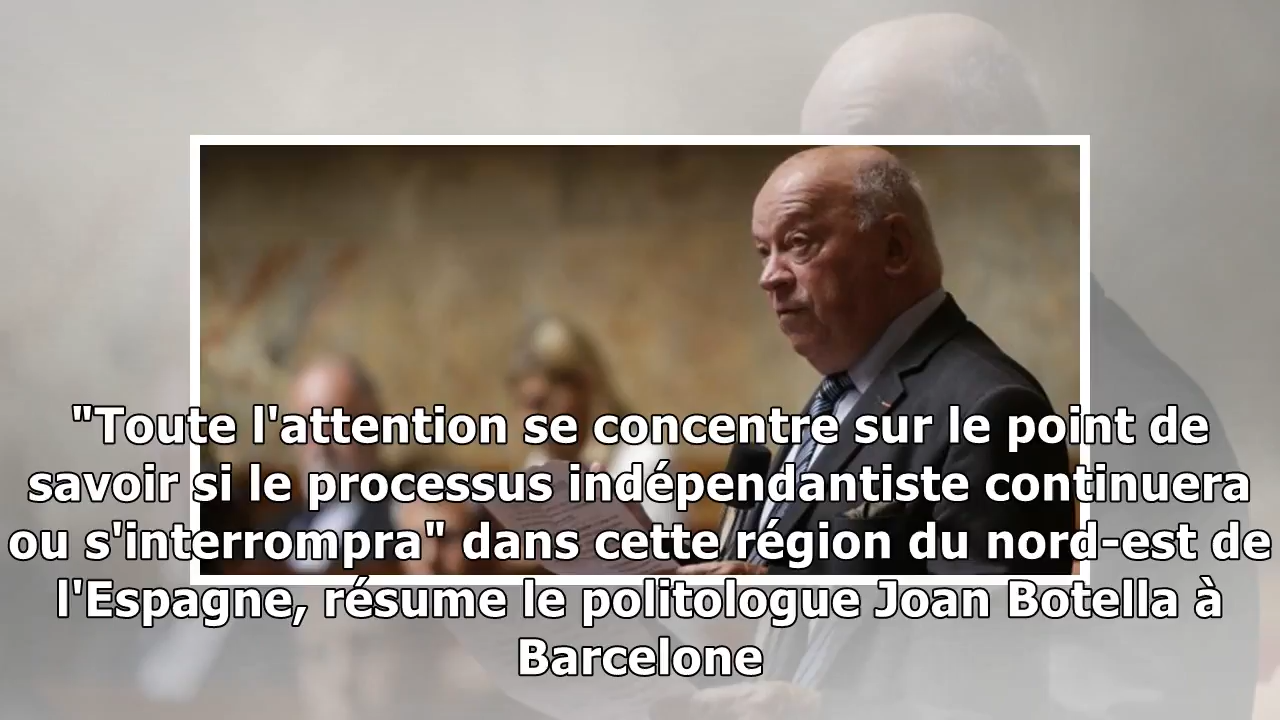 "Toute l'attention se concentre sur le point de
savoir si le processus indépendantiste continuera
ou s'interrompra" dans cette région du nord-est de
l'Espagne, résume le politologue Joan Botella à
Barcelone